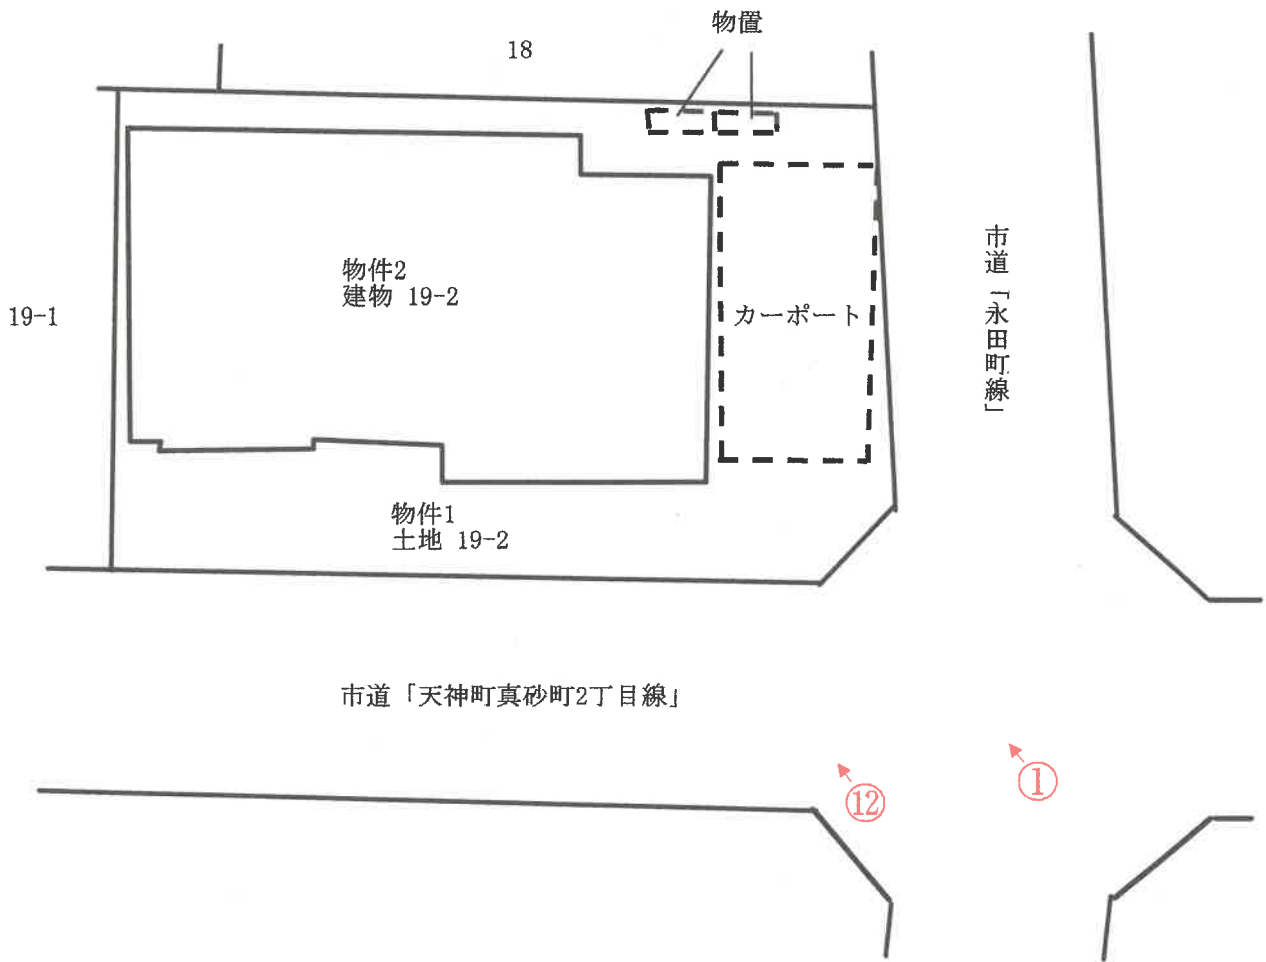 物置
18
物件2
建物 19-2
19-1
カーポート
市道「永田町線」
物件1
土地 19-2
市道「天神町真砂町2丁目線」
①
⑫